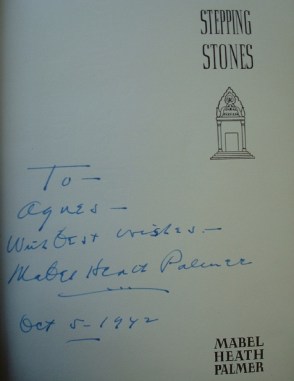 STEPPING
STONES
To—
Agnes—
With best wishes—
Mabel Heath Palmer
Oct 5-1942
MABEL
HEATH
PALMER